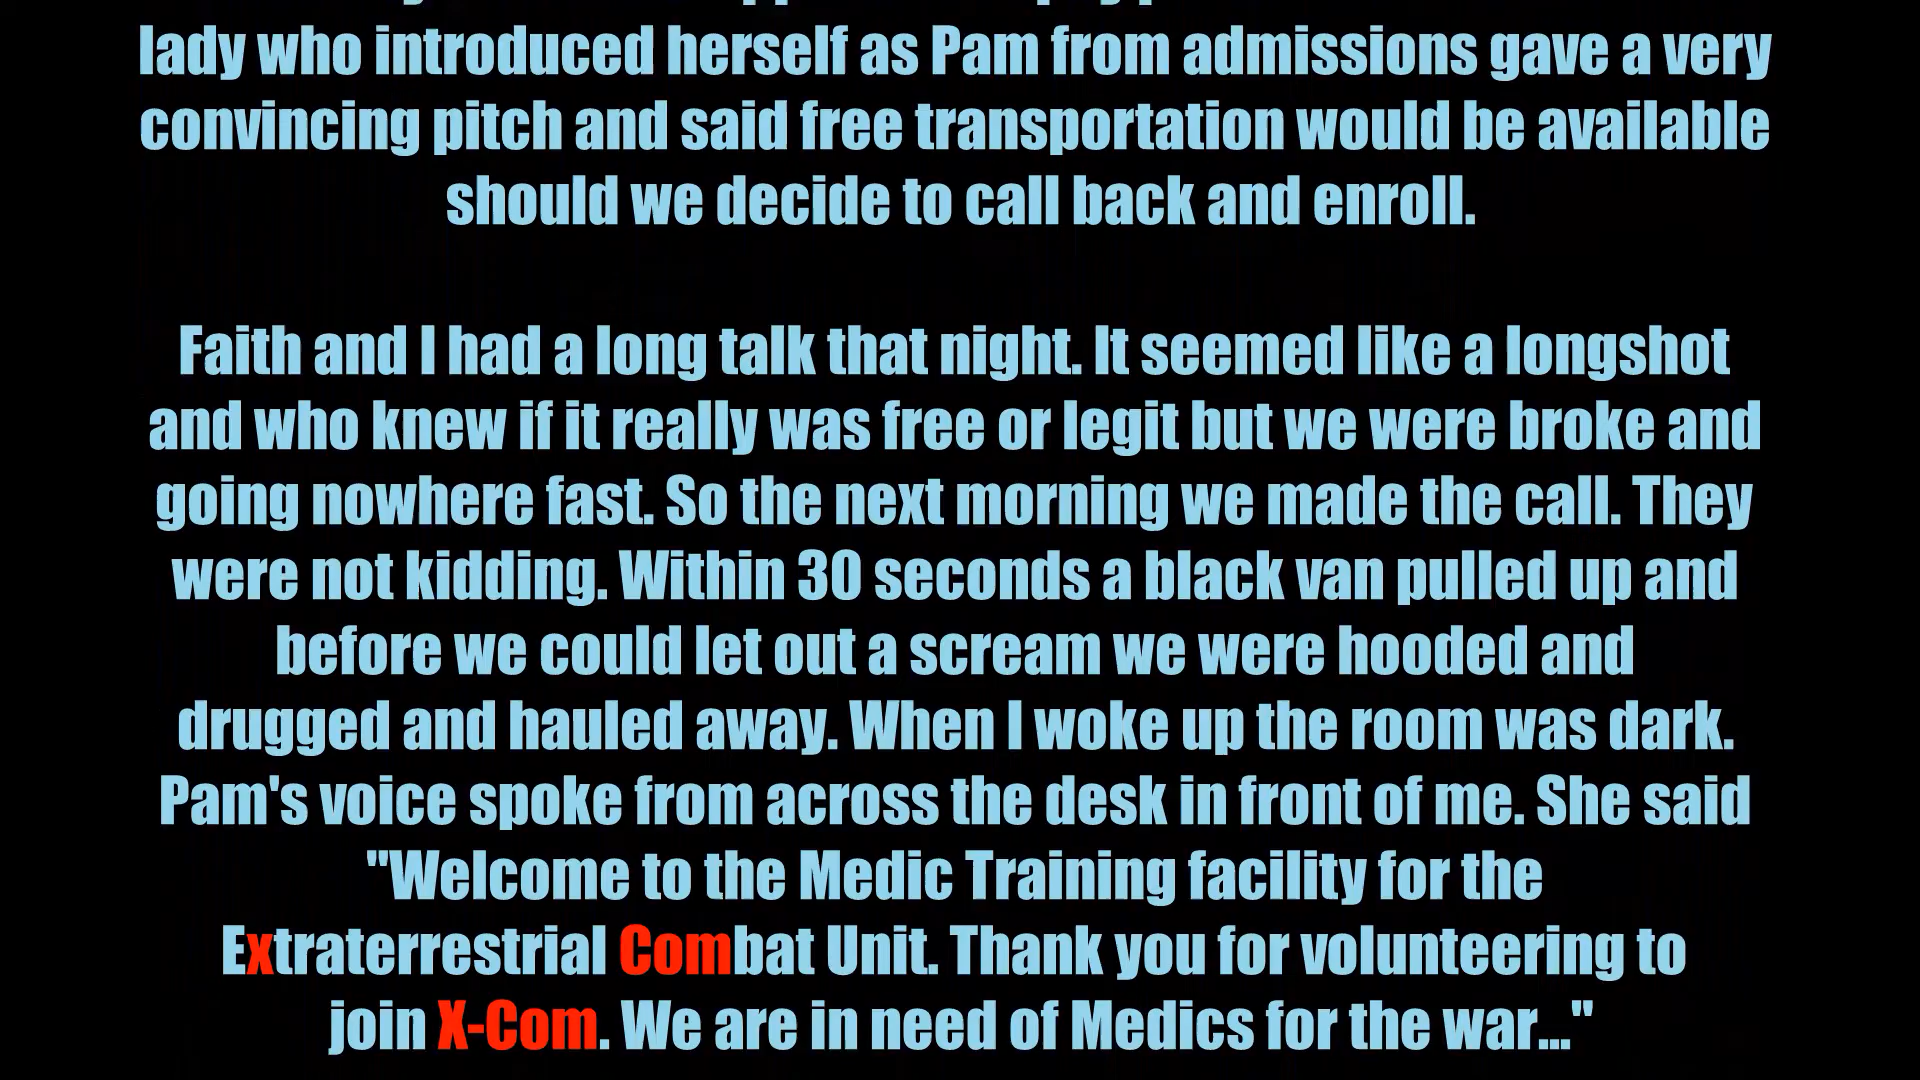 lady who introduced herself as Pam from admissions gave a very
convincing pitch and said free transportation would be available
should we decide to call back and enroll.
Faith and I had a long talk that night. It seemed like a longshot
and who knew if it really was free or legit but we were broke and
going nowhere fast. So the next morning we made the call. They
were not kidding. Within 30 seconds a black van pulled up and
before we could let out a scream we were hooded and
drugged and hauled away. When I woke up the room was dark.
Pam's voice spoke from across the desk in front of me. She said
"Welcome to the Medic Training facility for the
Extraterrestrial Combat Unit. Thank you for volunteering to
join X-Com. We are in need of Medics for the war..."